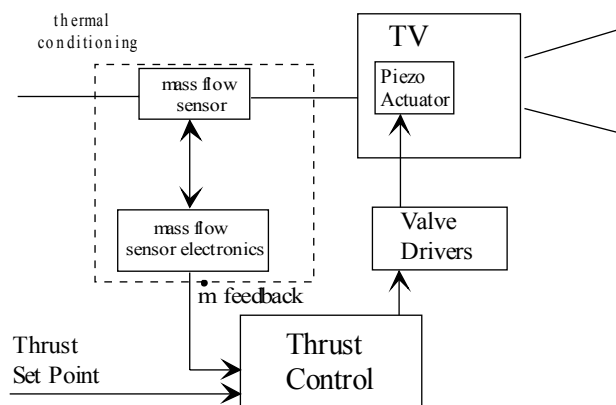 thermal
conditioning
TV
mass flow
sensor
Piezo
Actuator
mass flow
sensor electronics
Valve
Drivers
ṁ feedback
Thrust
Set Point
Thrust
Control